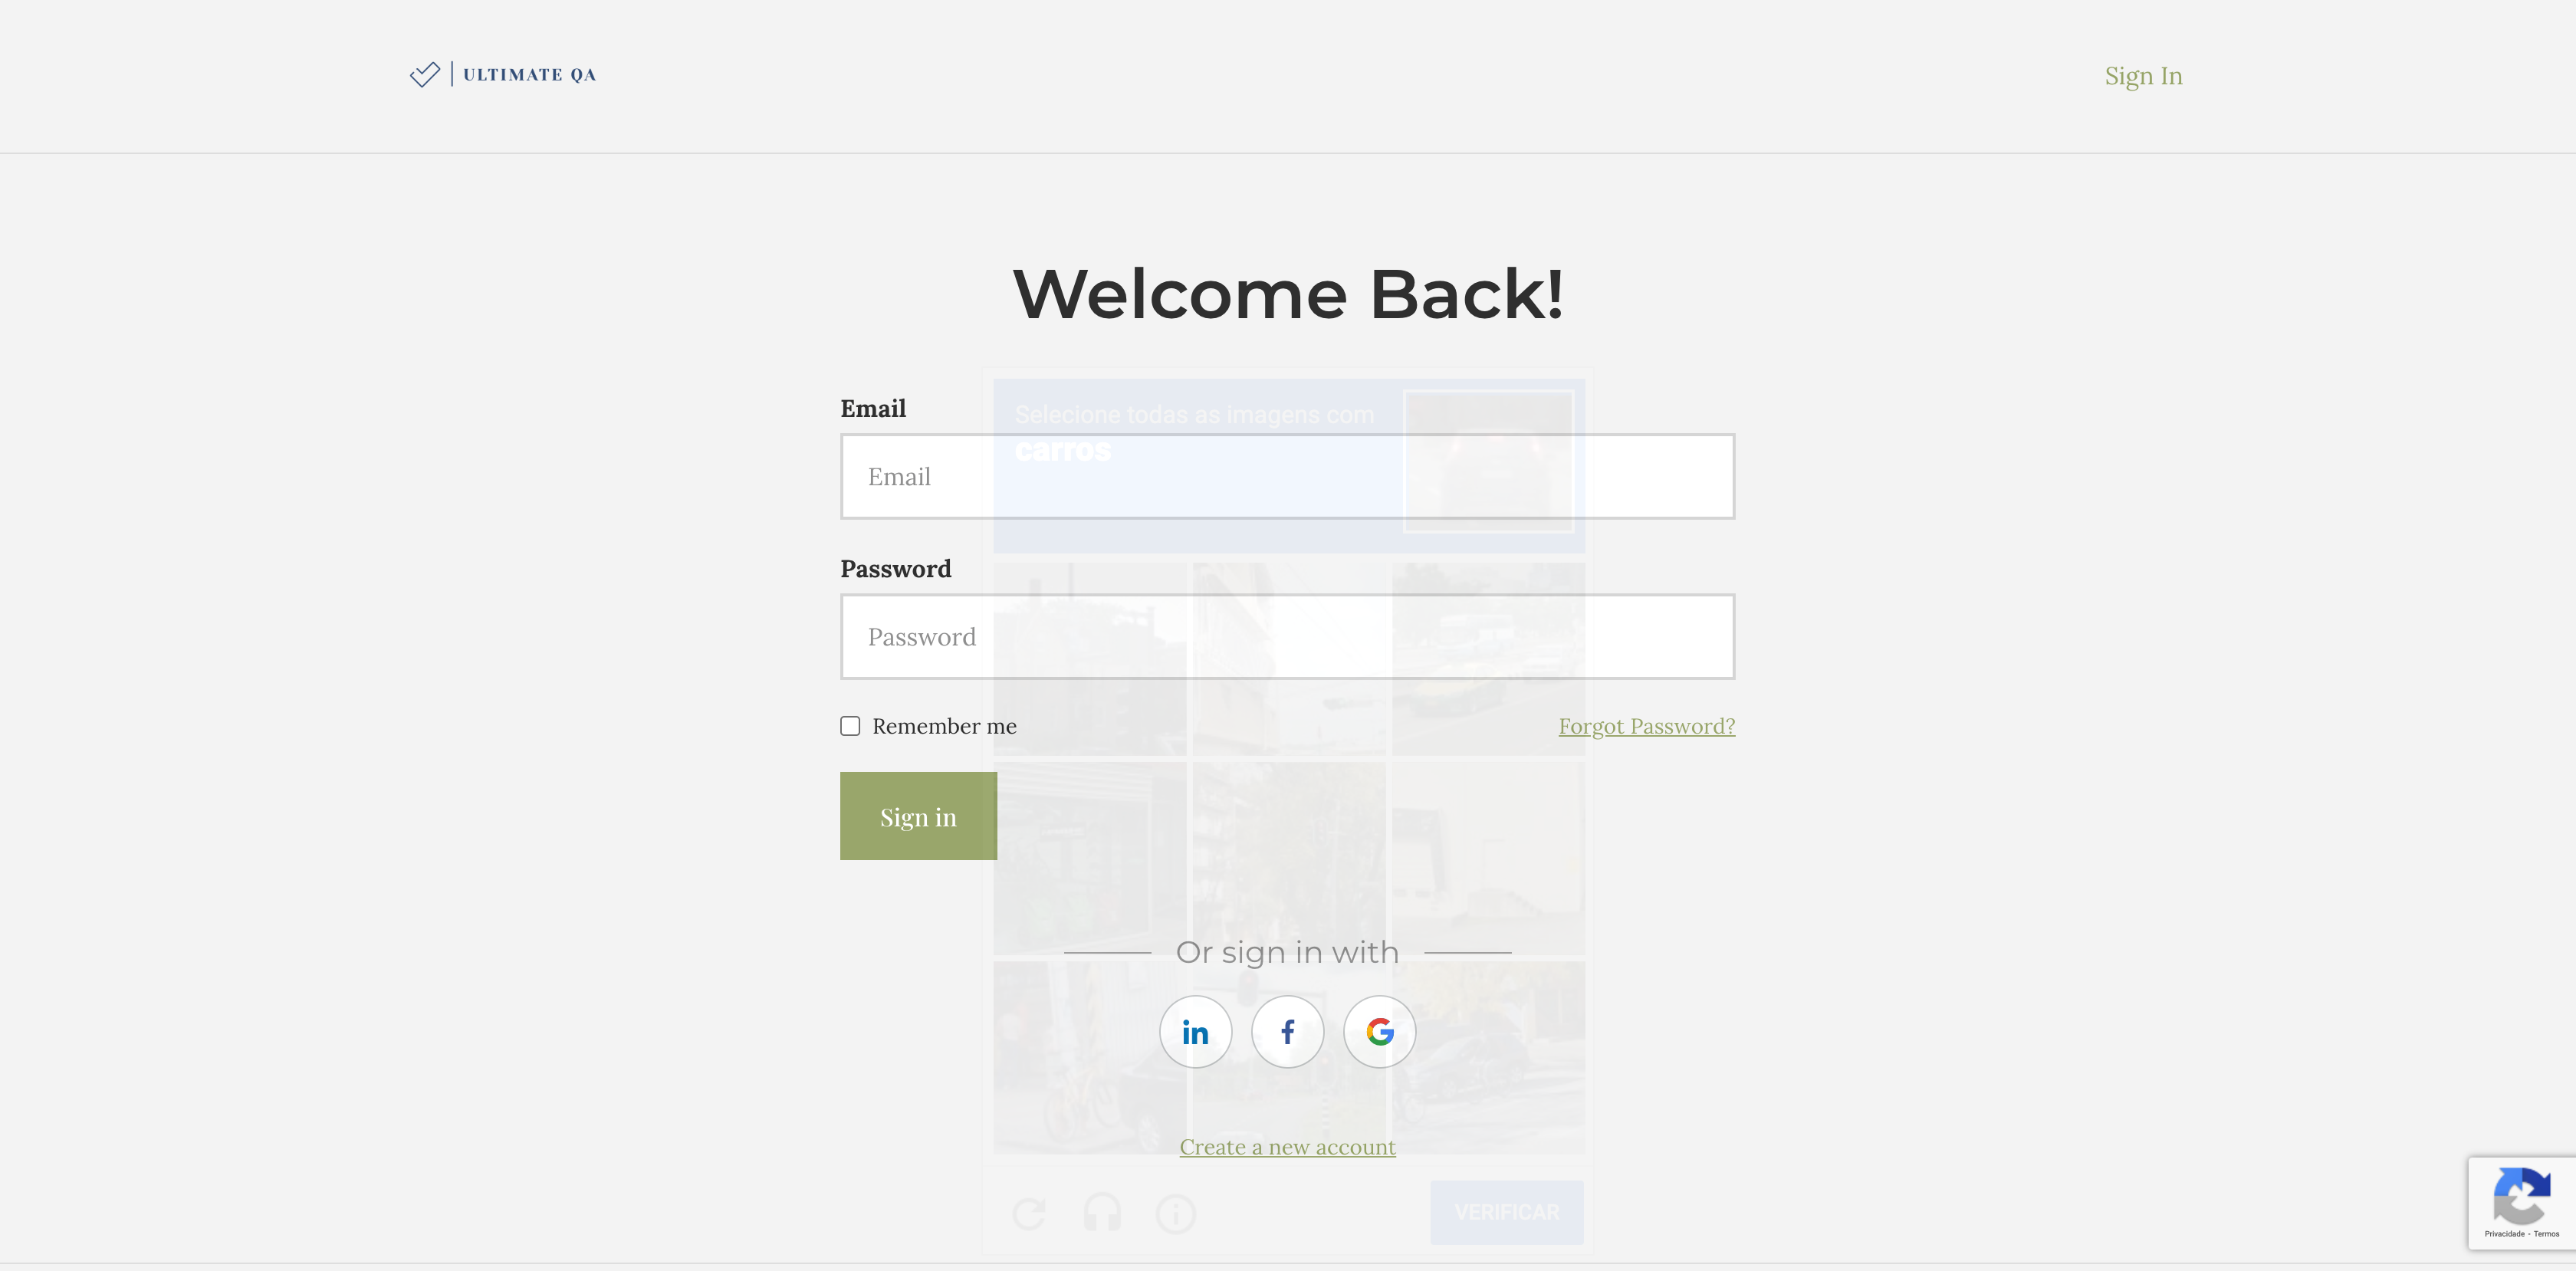 ULTIMATE QA
Sign In
Welcome Back!
Email
Selecione todas as imagens com
carros
Email
Password
Password
Remember me
Forgot Password?
Sign in
Or sign in with
Create a new account
VERIFICAR
Privacidade - Termos